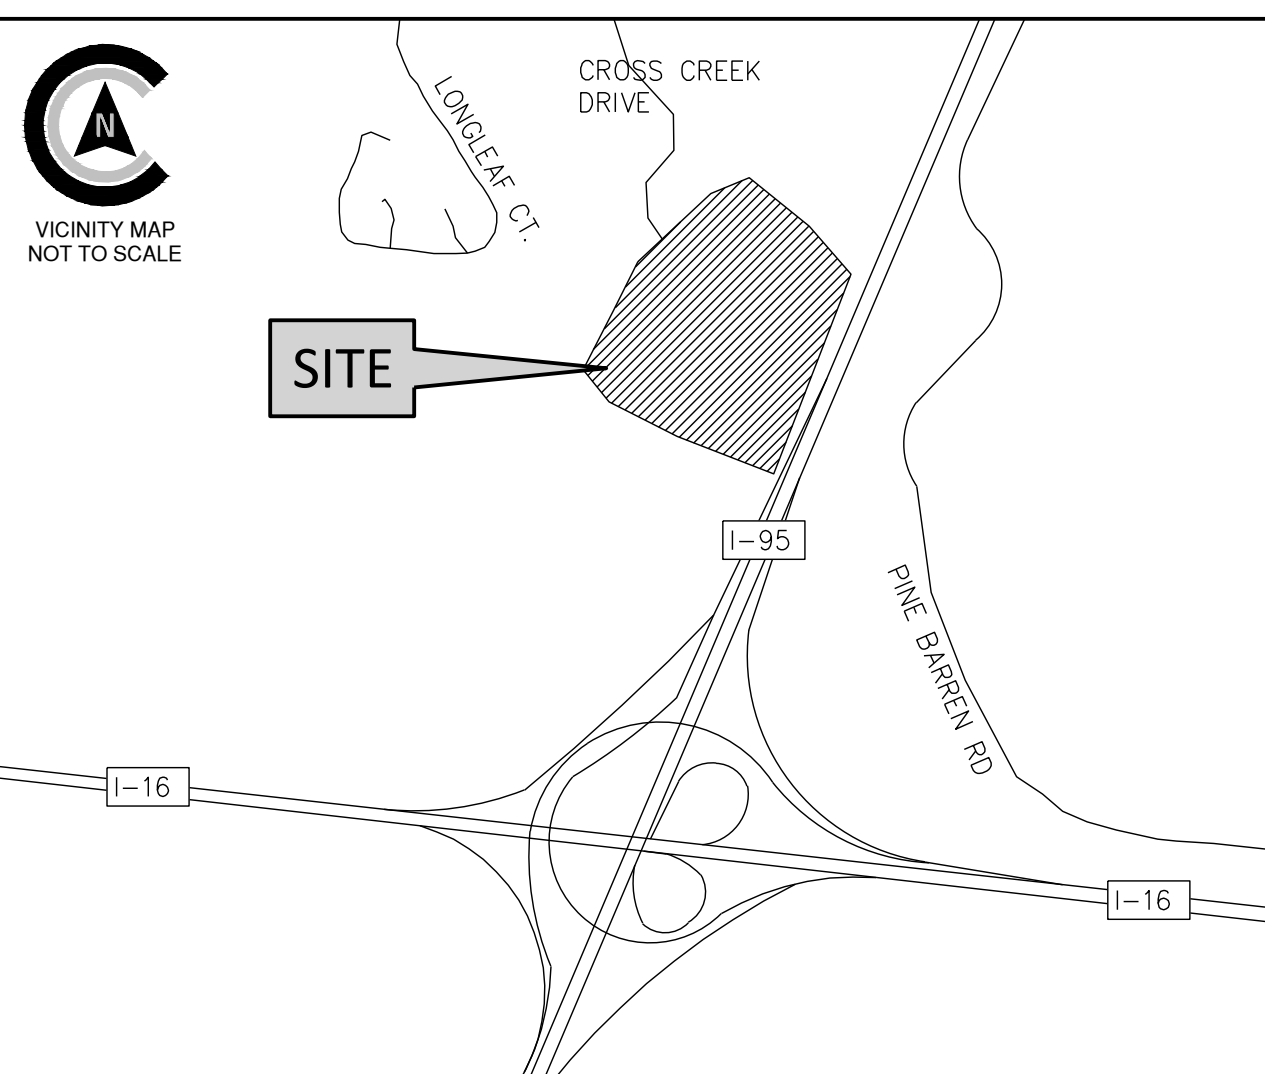 CROSS CREEK
DRIVE
LONGLEAF CT.
N
VICINITY MAP
NOT TO SCALE
SITE
I-95
PINE BARREN RD
I-16
I-16